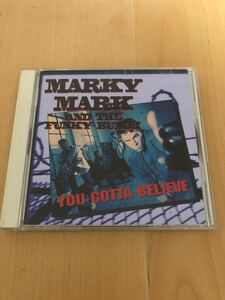 MARKY
MARK
AND THE
FUNKY BUNCH
YOU GOTTA BELIEVE